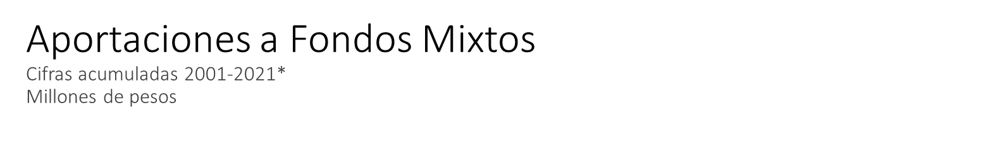 Aportaciones a Fondos Mixtos
Cifras acumuladas 2001-2021*
Millones de pesos